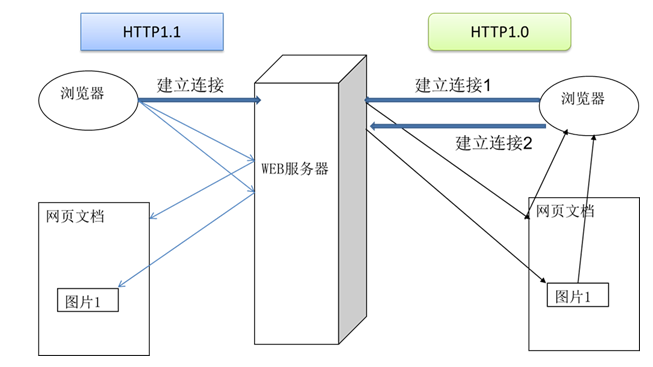 HTTP1.1
HTTP1.0
浏览器
建立连接
建立连接1
浏览器
建立连接2
WEB服务器
网页文档
网页文档
图片1
图片1